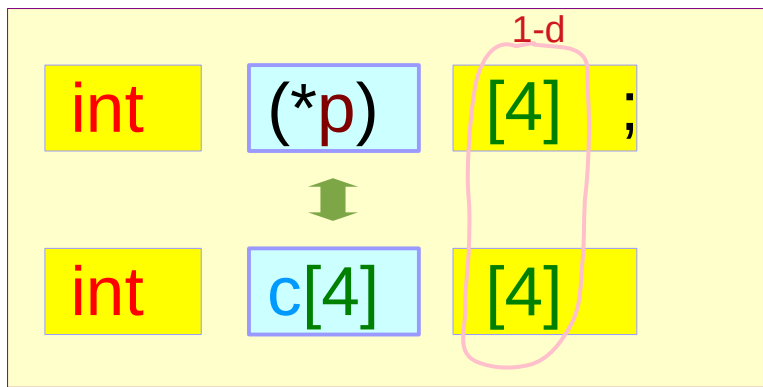 1-d
int (*p) [4] ;
int c[4] [4]